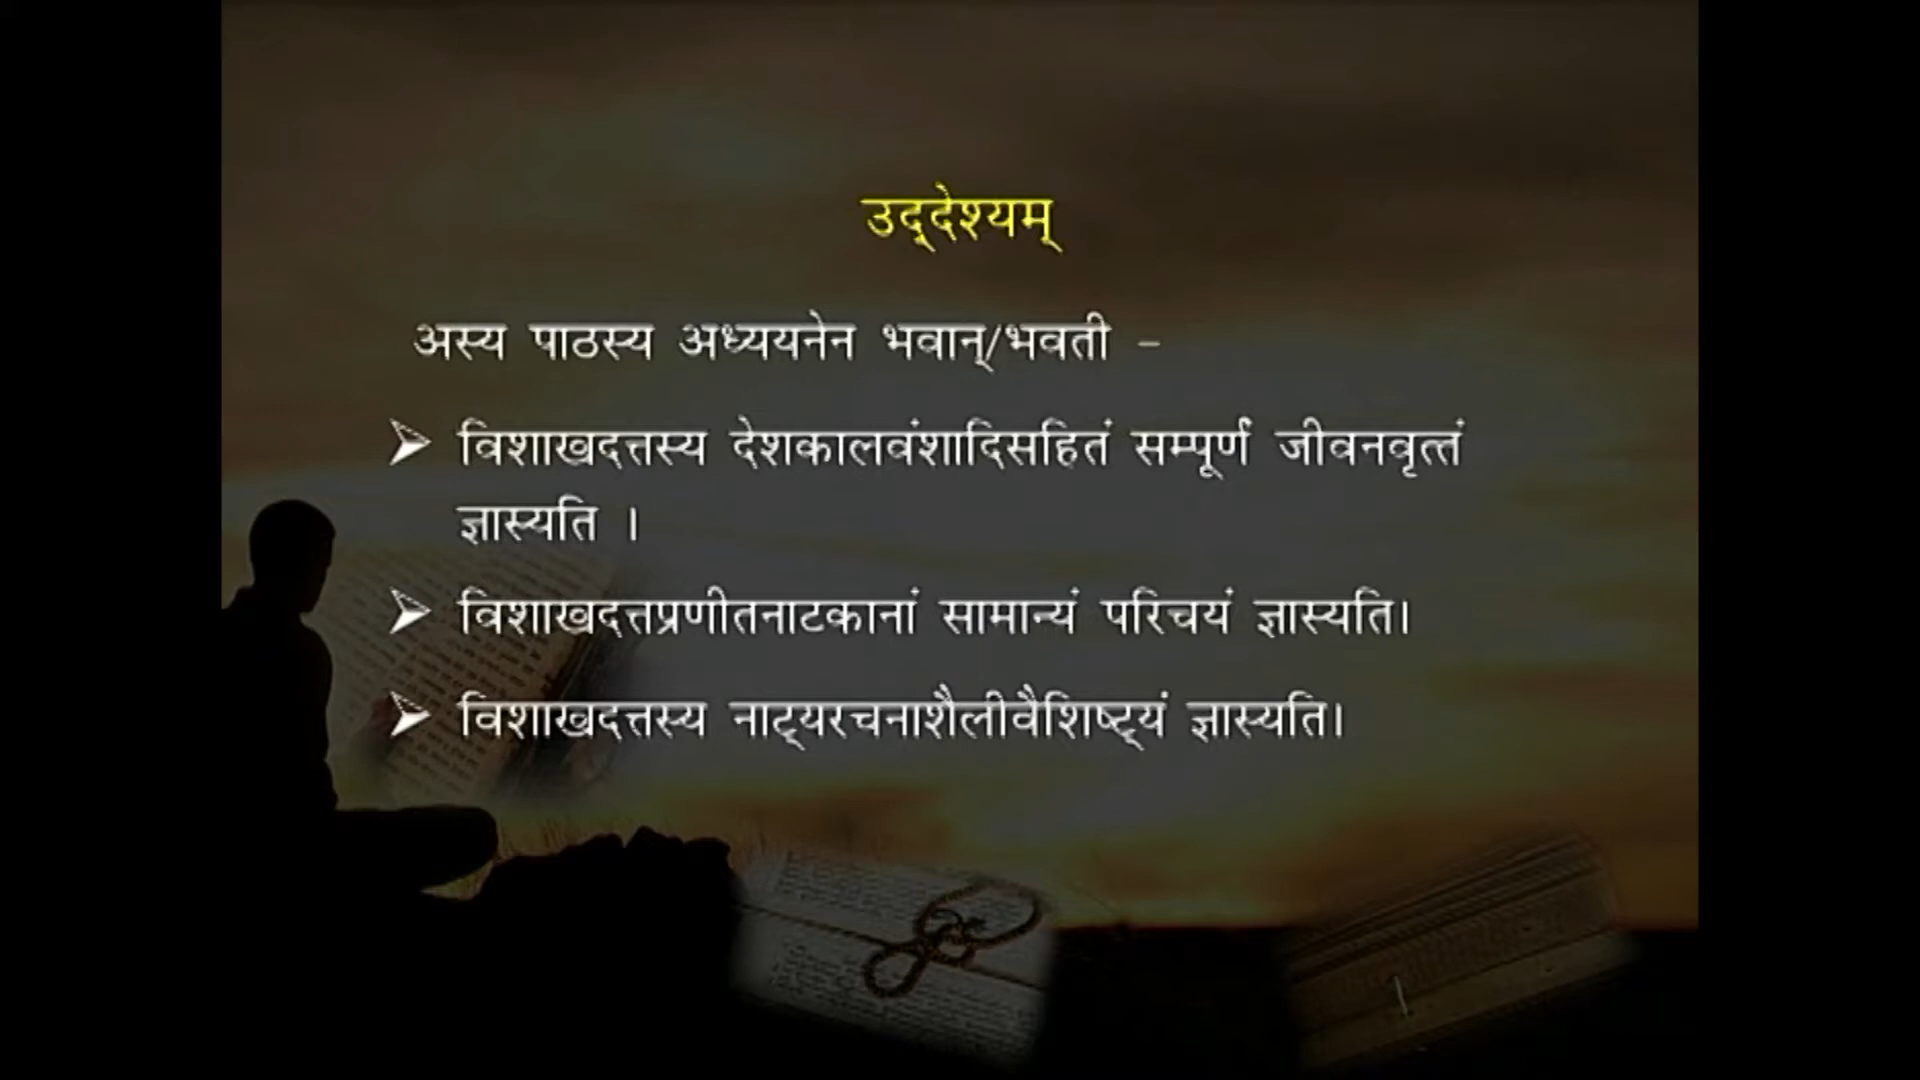 उद्देश्यम्
अस्य पाठस्य अध्ययनेन भवान्/भवती –
➢ विशाखदत्तस्य देशकालवंशादिसहितं सम्पूर्णं जीवनवृत्तं
ज्ञास्यति ।
➢ विशाखदत्तप्रणीतनाटकानां सामान्यं परिचयं ज्ञास्यति।
➢ विशाखदत्तस्य नाट्यरचनाशैलीवैशिष्ट्यं ज्ञास्यति।